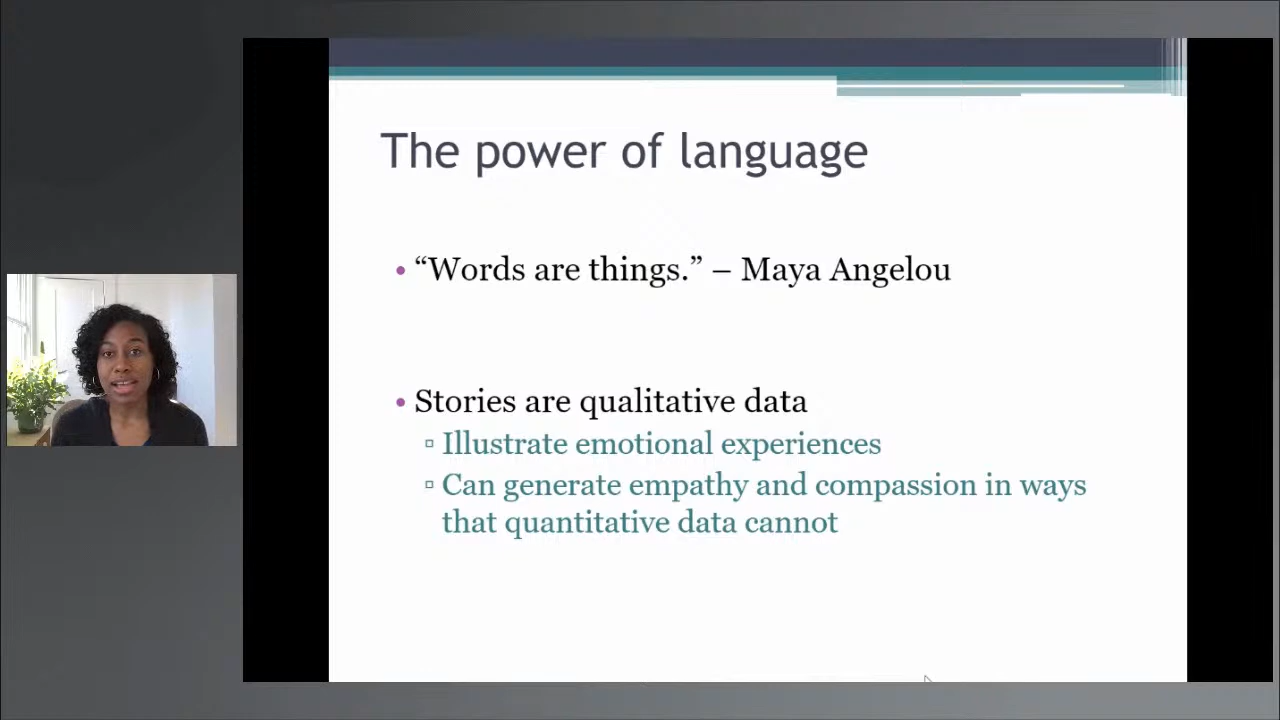 The power of language
• “Words are things.” – Maya Angelou
• Stories are qualitative data
▫ Illustrate emotional experiences
▫ Can generate empathy and compassion in ways
that quantitative data cannot